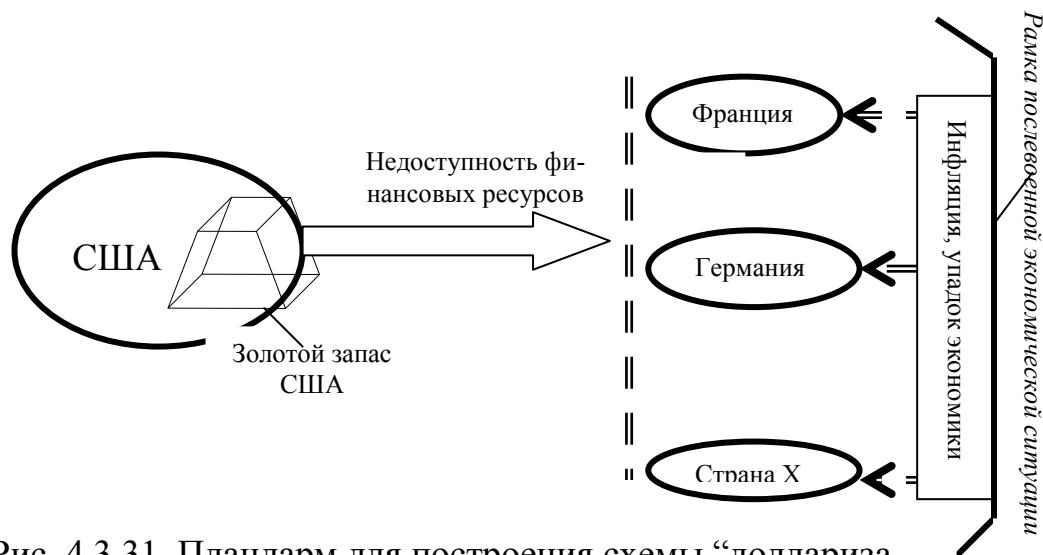 Рамка послевоенной экономической ситуации
Франция
Инфляция, упадок экономики
Недоступность фи-
нансовых ресурсов
США
Германия
Золотой запас
США
Страна Х
Рис. 4.3.31. Плацдарм для построения схемы “доллариза